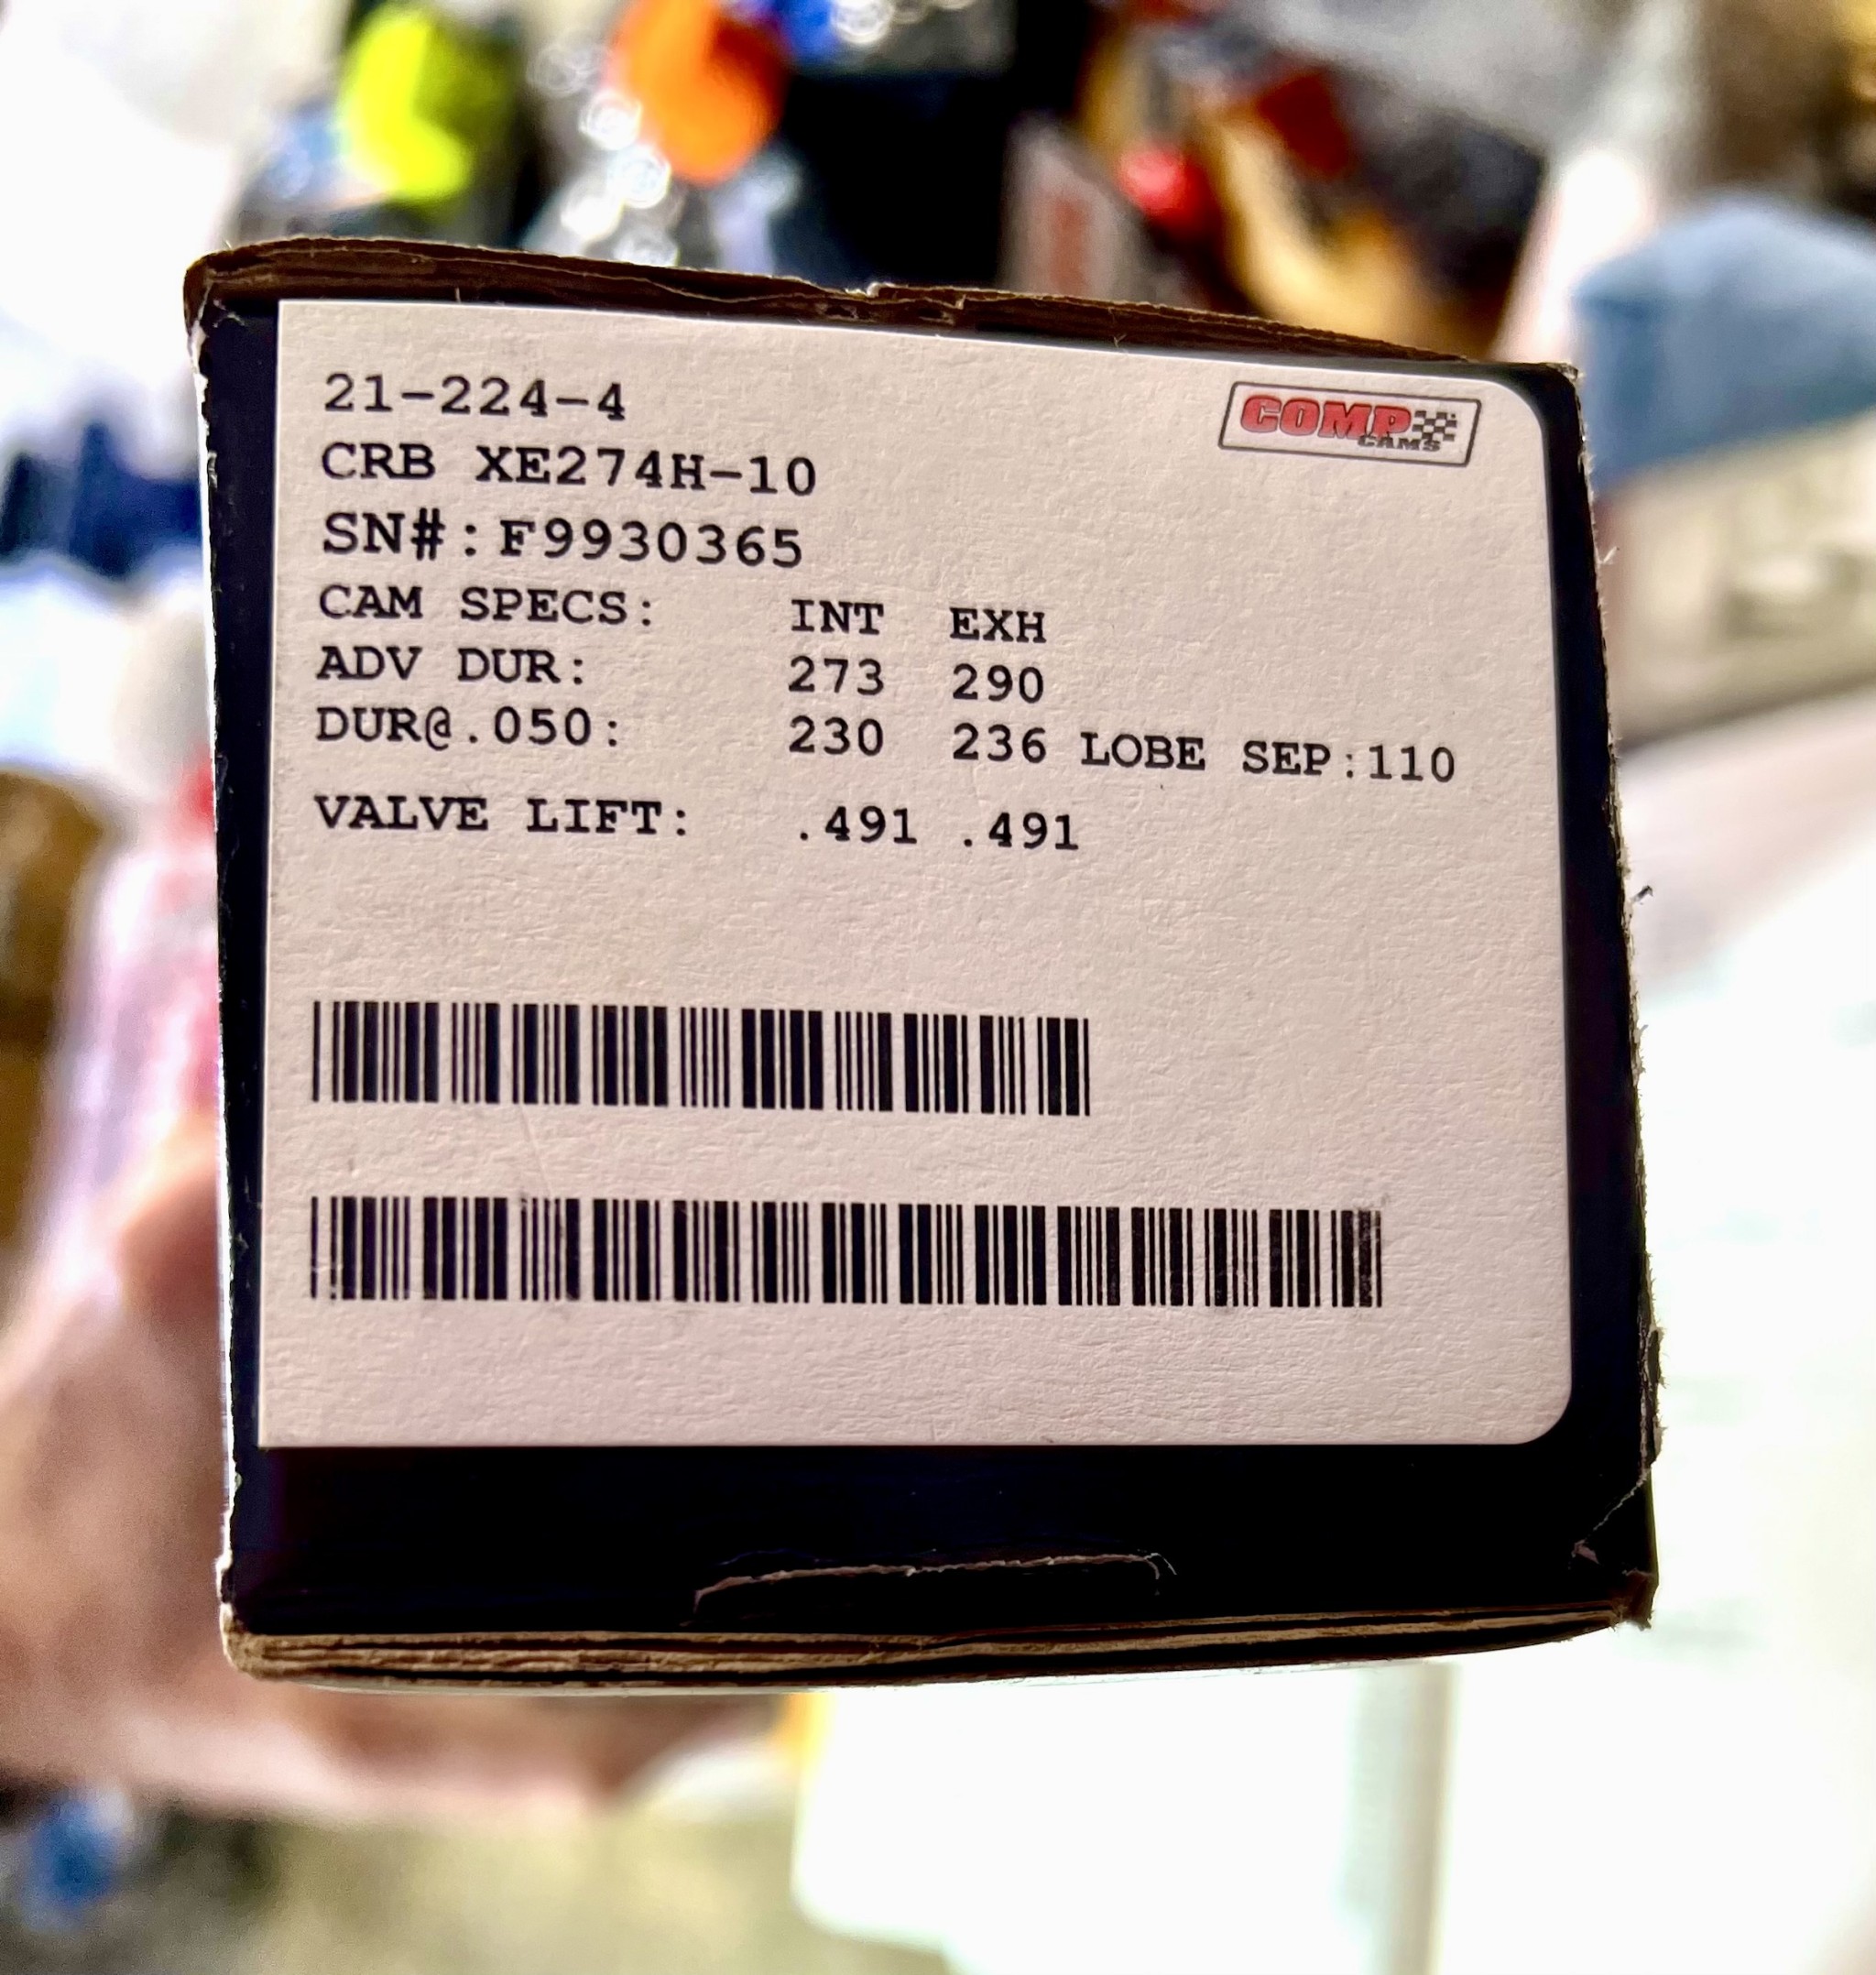 21-224-4
COMP
CAMS
CRB XE274H-10
SN#:F9930365
CAM SPECS: INT EXH
ADV DUR: 273 290
DUR@.050: 230 236 LOBE SEP:110
VALVE LIFT: .491 .491